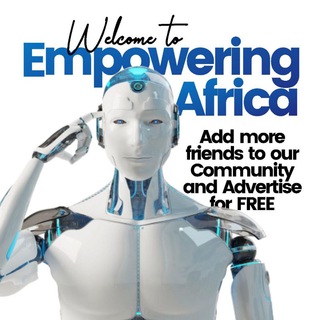 Welcome to
Empowering
Africa
Add more
friends to our
Community
and Advertise
for FREE